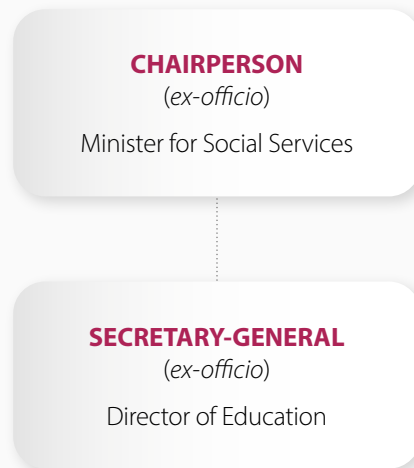 CHAIRPERSON
(ex-officio)
Minister for Social Services
SECRETARY-GENERAL
(ex-officio)
Director of Education